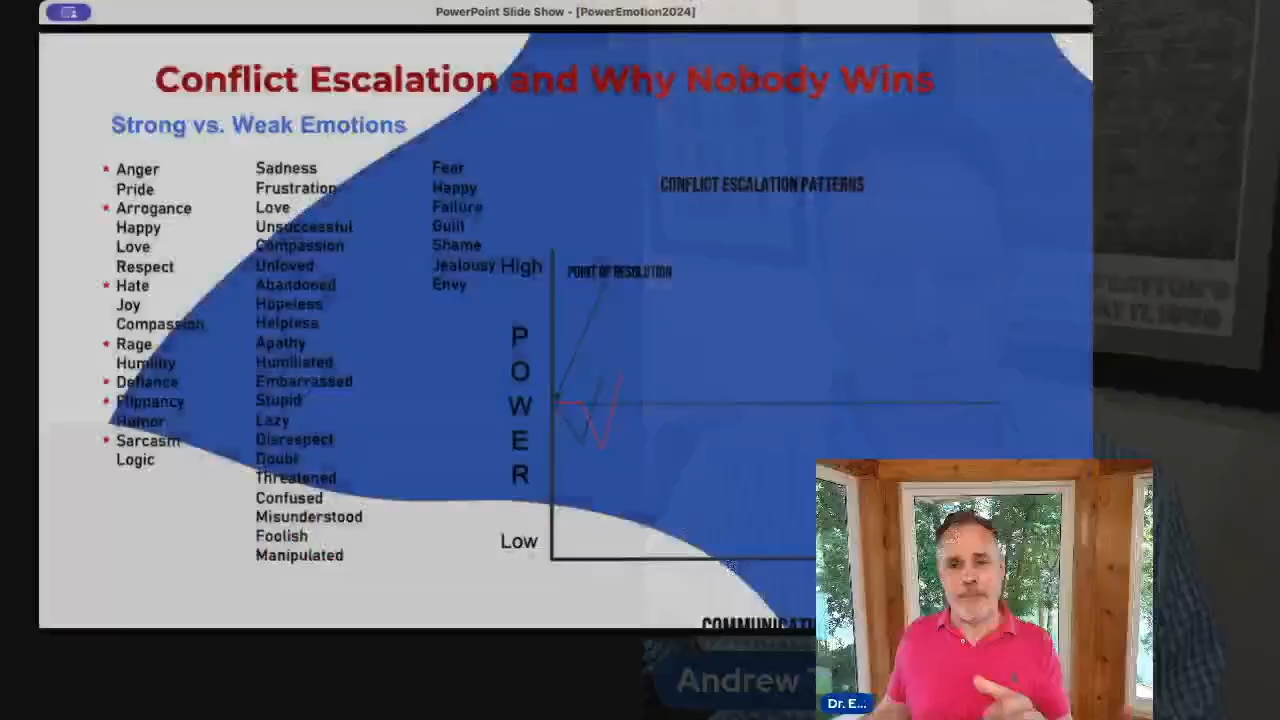 PowerPoint Slide Show - [PowerEmotion2024]
Conflict Escalation and Why Nobody Wins
Strong vs. Weak Emotions
* Anger
Pride
* Arrogance
Happy
Love
Respect
* Hate
Joy
Compassion
* Rage
Humility
* Defiance
* Flippancy
Humor
* Sarcasm
Logic
Sadness
Frustration
Love
Unsuccessful
Compassion
Unloved
Abandoned
Hopeless
Helpless
Apathy
Humiliated
Embarrassed
Stupid
Lazy
Disrespect
Doubt
Threatened
Confused
Misunderstood
Foolish
Manipulated
Fear
Happy
Failure
Guilt
Shame
Jealousy
Envy
CONFLICT ESCALATION PATTERNS
High
POINT OF RESOLUTION
P
O
W
E
R
Low
Andrew
Dr. E...